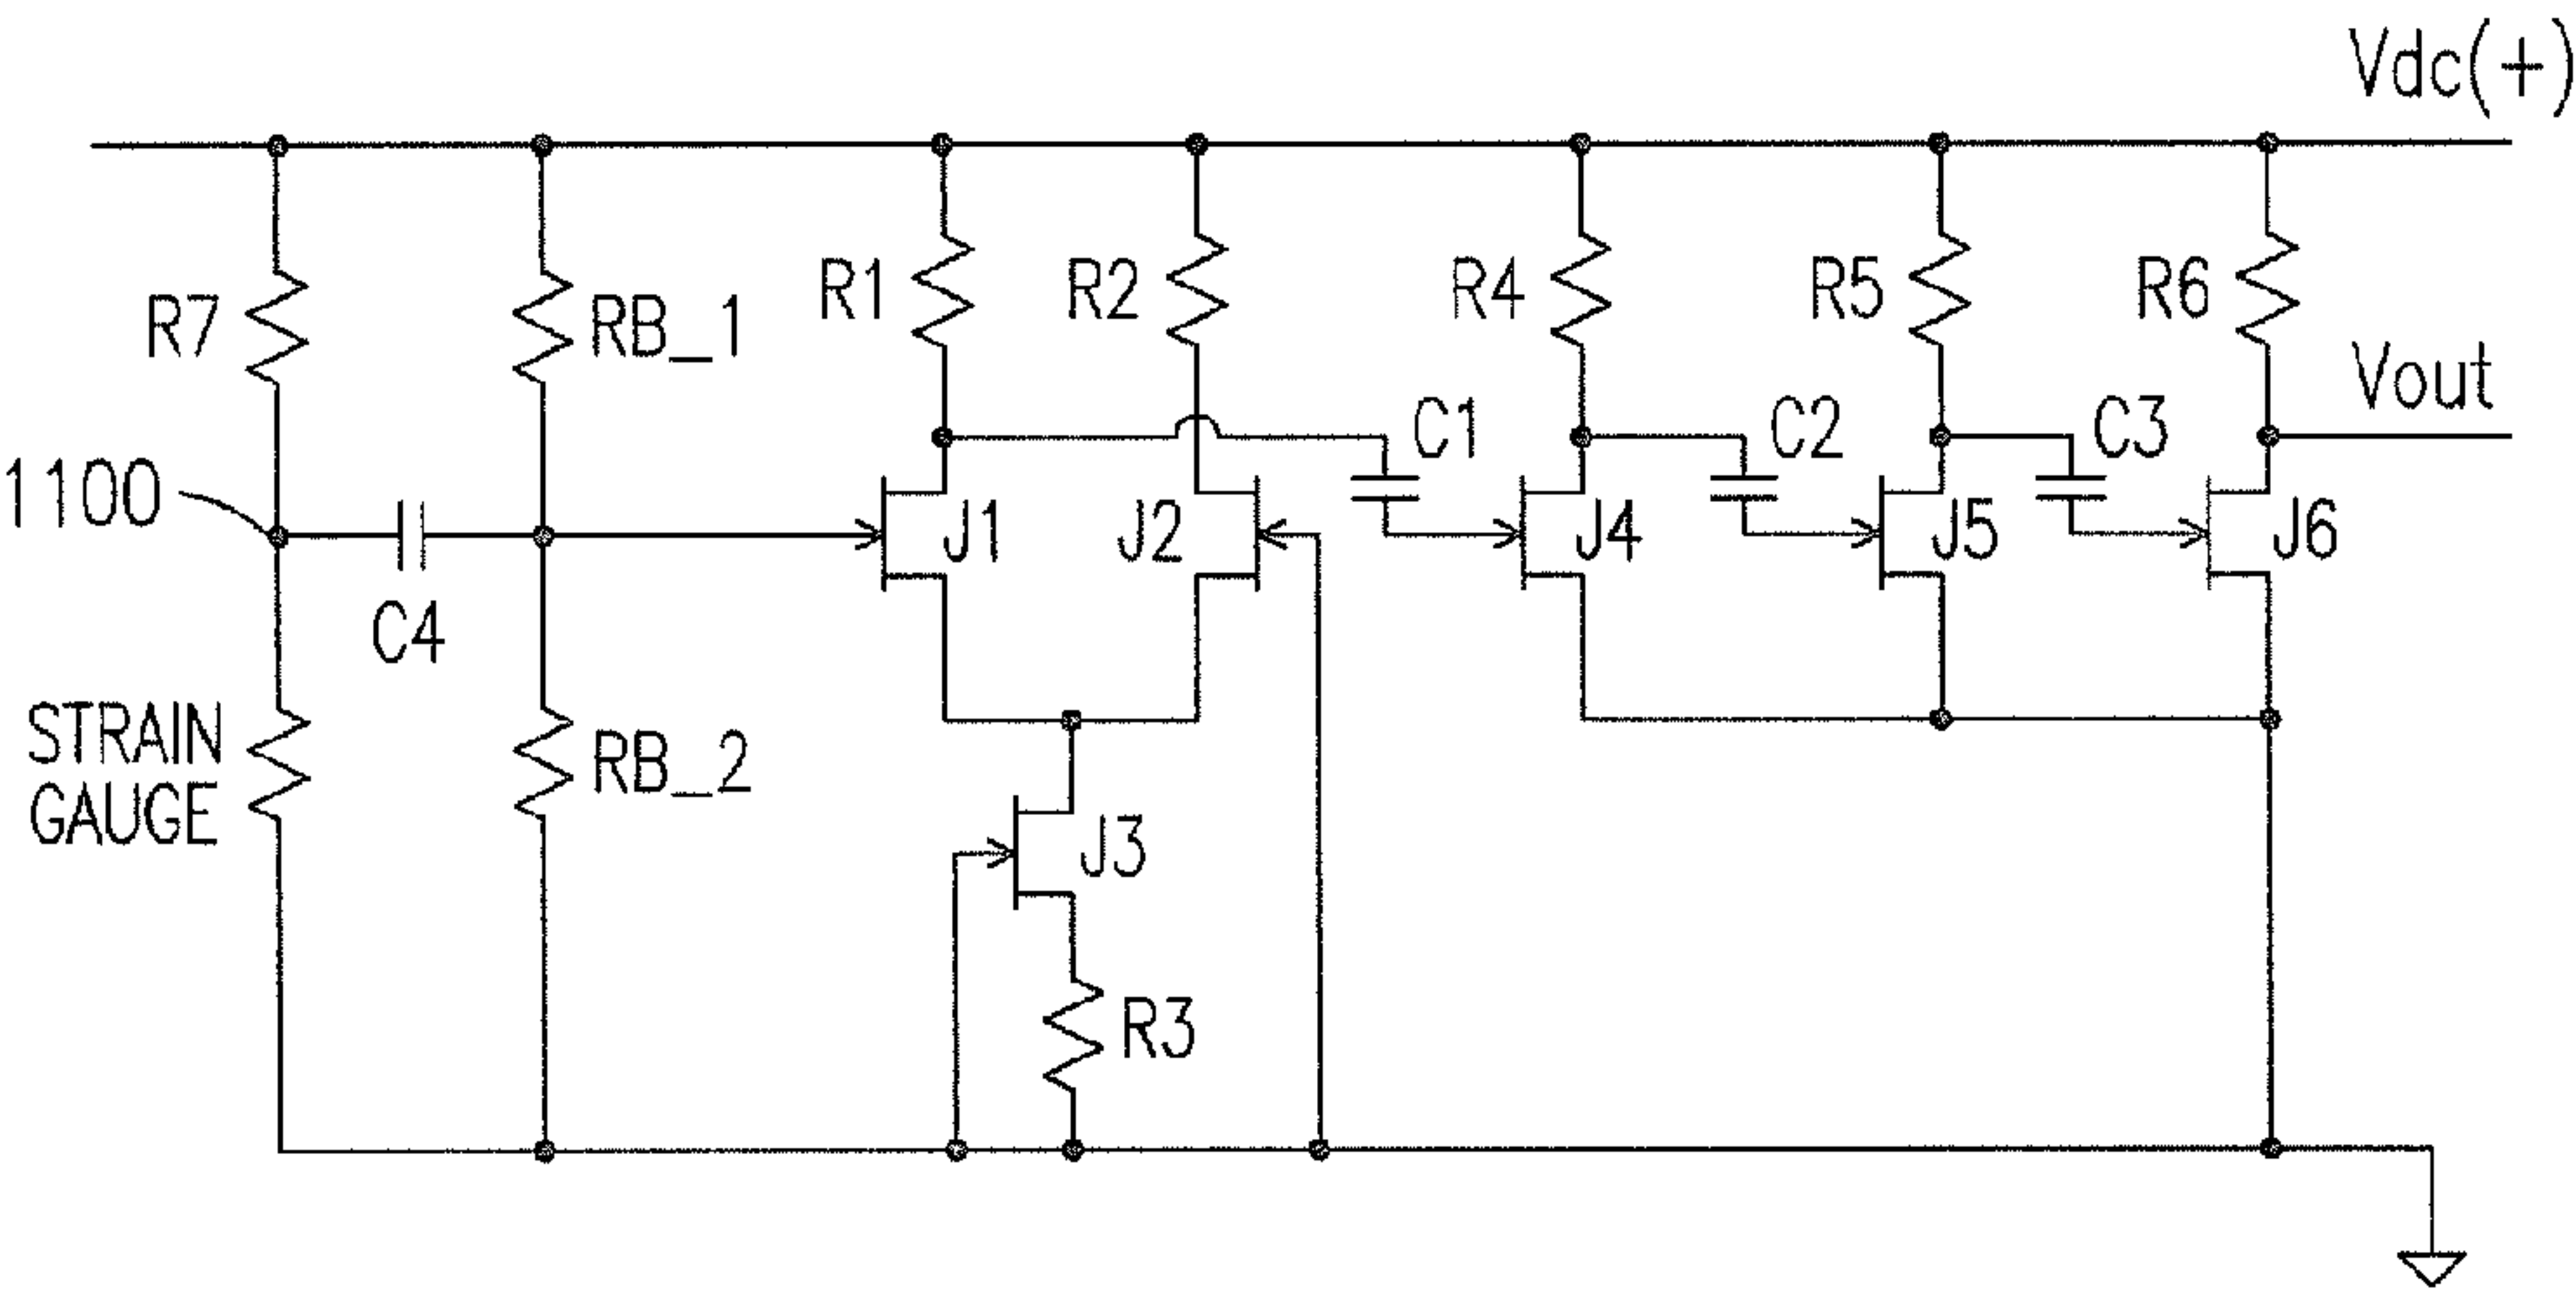 Vdc(+)
R7
RB_1
R1
R2
R4
R5
R6
Vout
C1
C2
C3
1100
J1
J2
J4
J5
J6
C4
STRAIN
GAUGE
RB_2
J3
R3